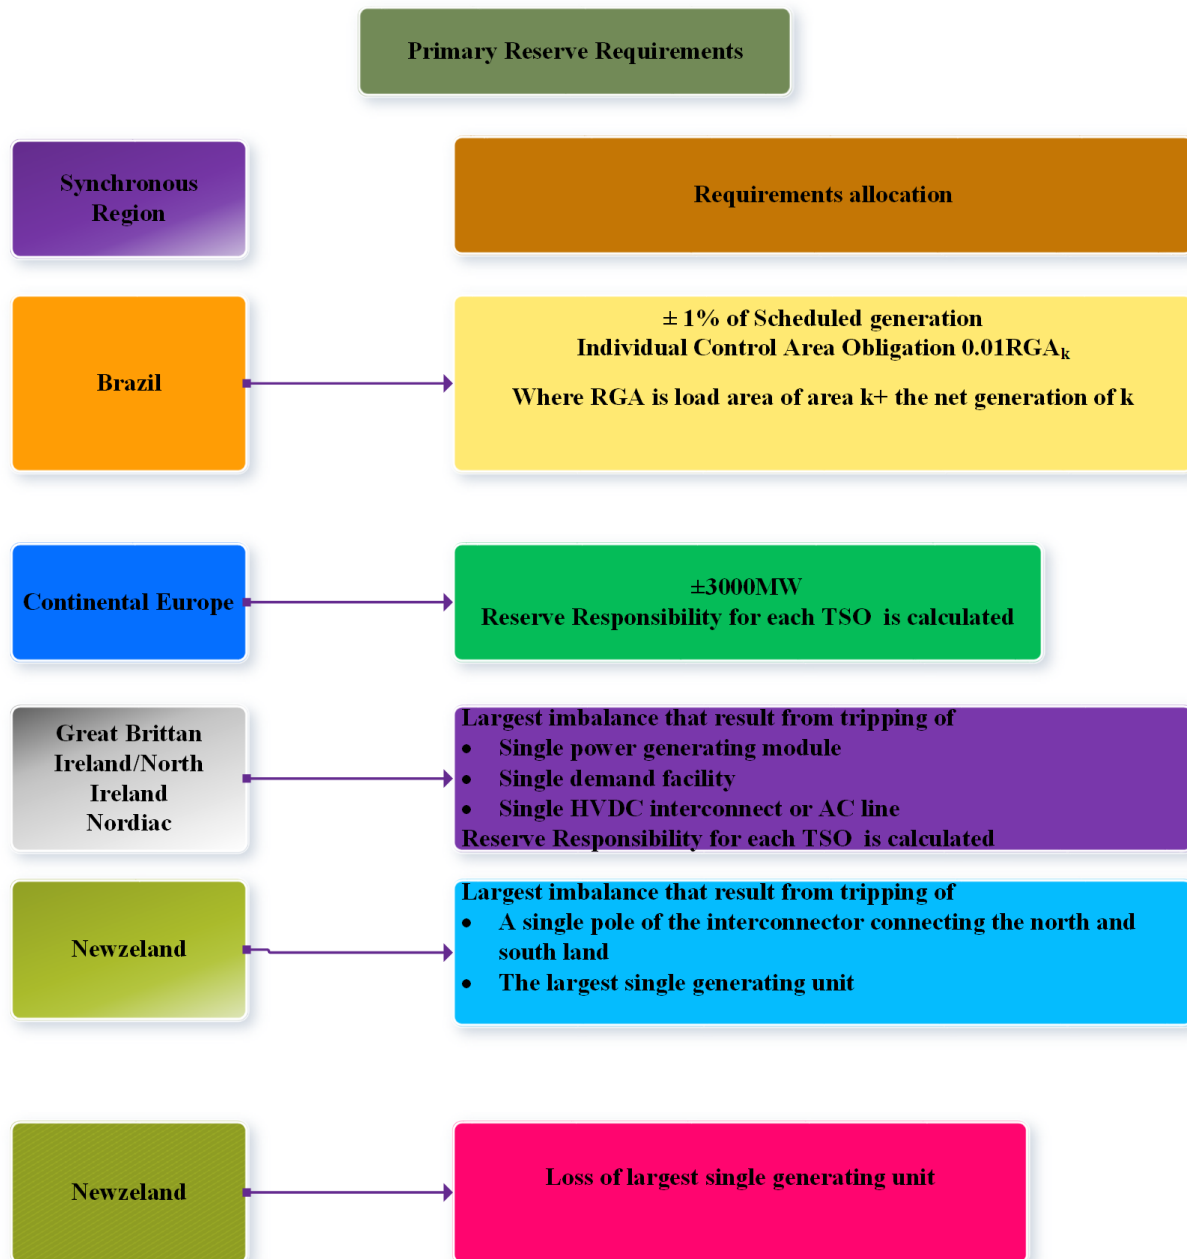 Primary Reserve Requirements
Synchronous
Region
Requirements allocation
Brazil
± 1% of Scheduled generation
Individual Control Area Obligation 0.01RGAₖ
Where RGA is load area of area k+ the net generation of k
Continental Europe
±3000MW
Reserve Responsibility for each TSO is calculated
Great Brittan
Ireland/North
Ireland
Nordiac
Largest imbalance that result from tripping of
• Single power generating module
• Single demand facility
• Single HVDC interconnect or AC line
Reserve Responsibility for each TSO is calculated
Newzeland
Largest imbalance that result from tripping of
• A single pole of the interconnector connecting the north and
south land
• The largest single generating unit
Newzeland
Loss of largest single generating unit